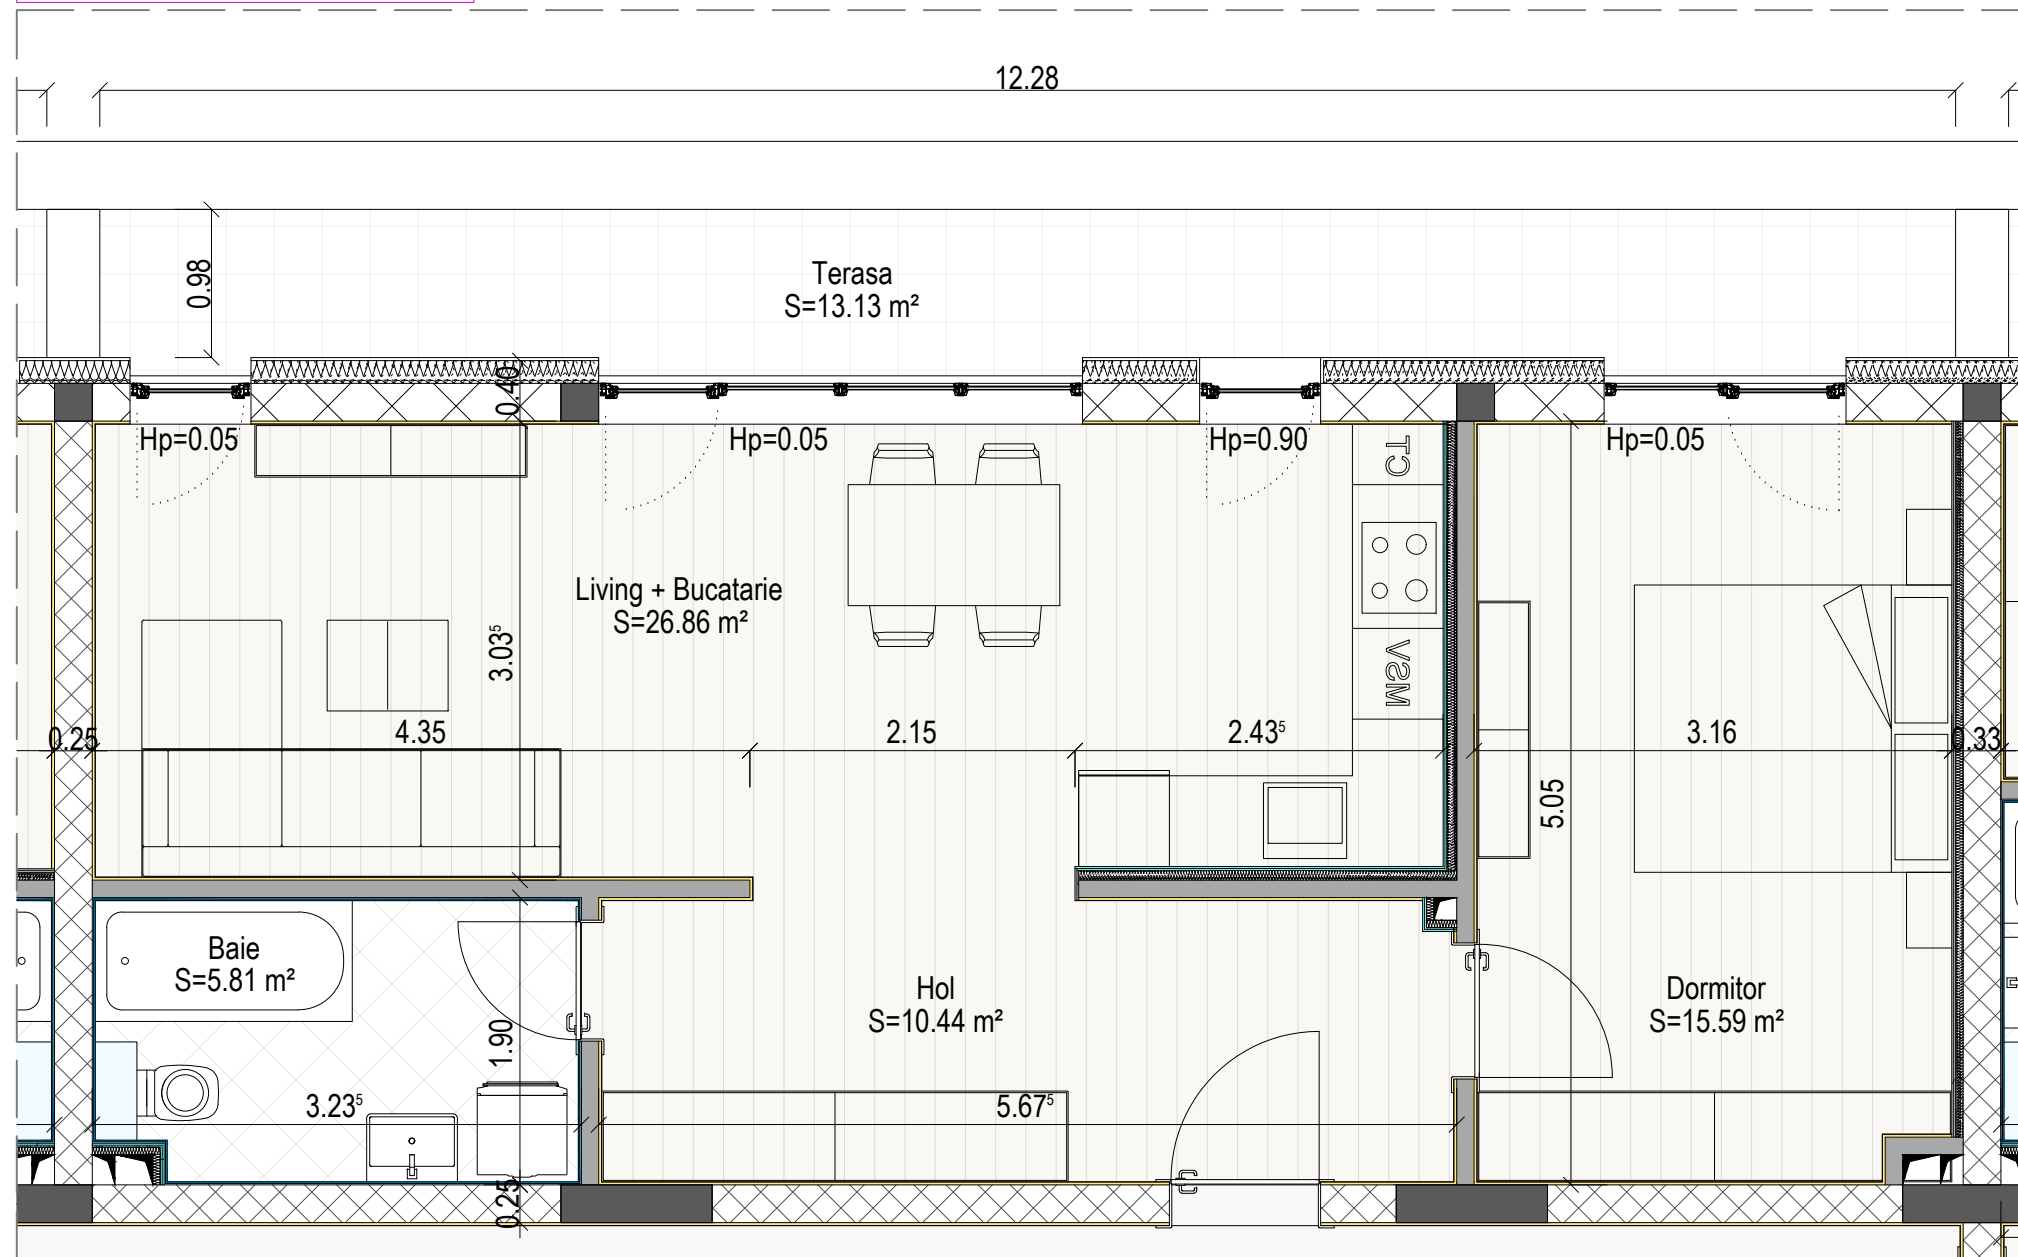 12.28
0.98
Terasa
S=13.13 m²
0.40
Hp=0.05
Hp=0.05
Hp=0.90
Hp=0.05
TC
Living + Bucatarie
S=26.86 m²
3.03⁵
MSV
0.25
4.35
2.15
2.43⁵
3.16
0.33
5.05
Baie
S=5.81 m²
Hol
S=10.44 m²
Dormitor
S=15.59 m²
1.90
3.23⁵
5.67⁵
0.25